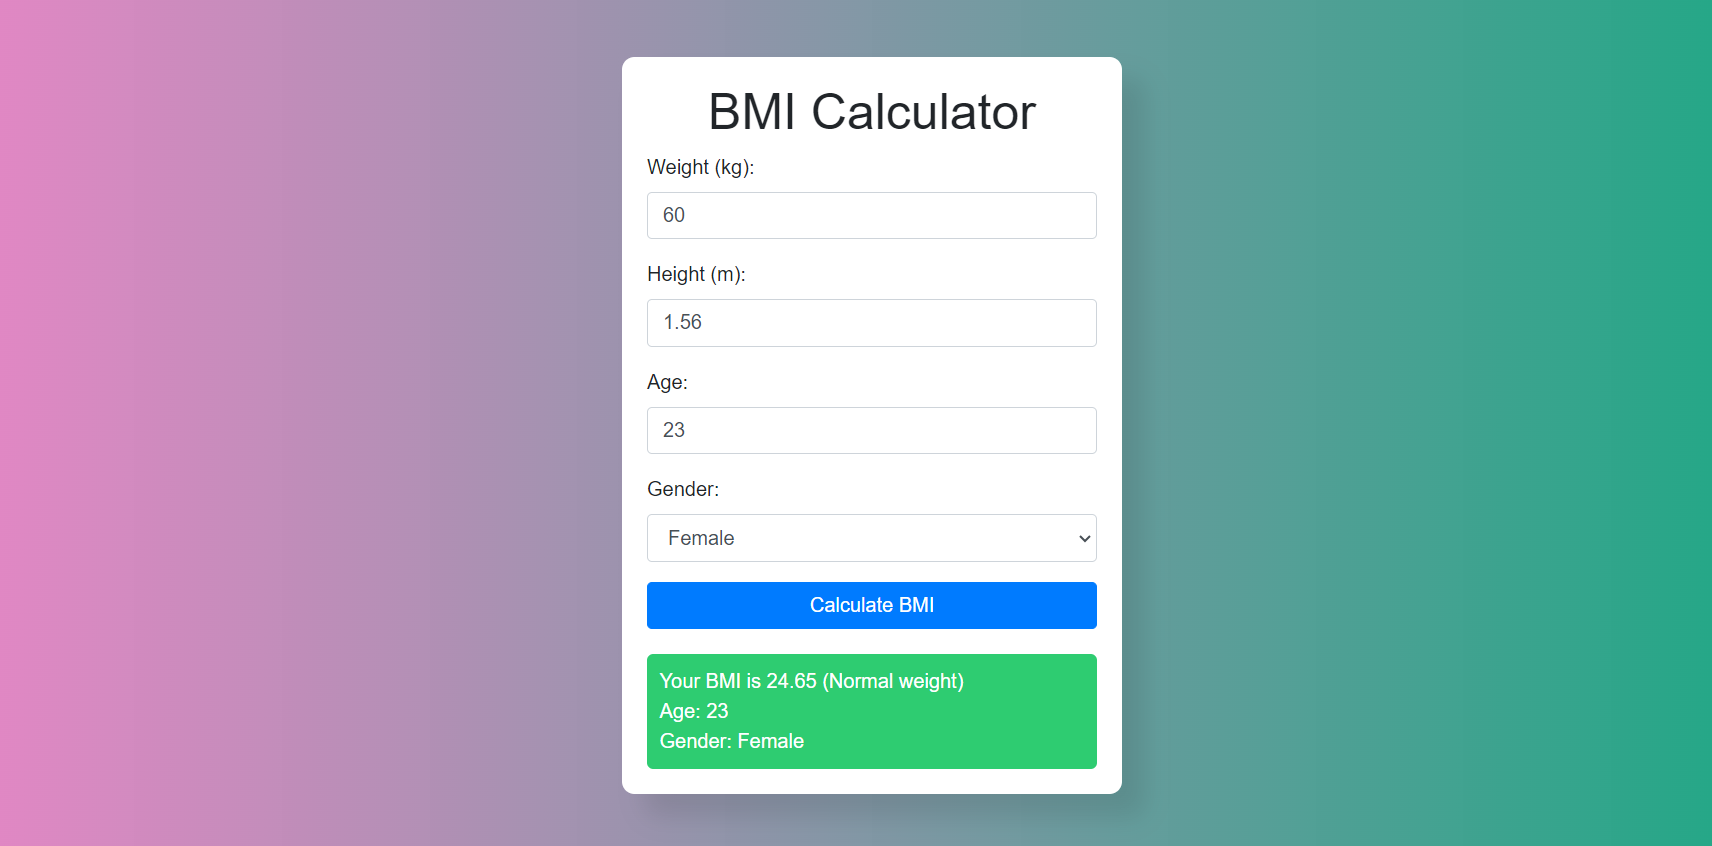 BMI Calculator
Weight (kg):
60
Height (m):
1.56
Age:
23
Gender:
Female
Calculate BMI
Your BMI is 24.65 (Normal weight)
Age: 23
Gender: Female